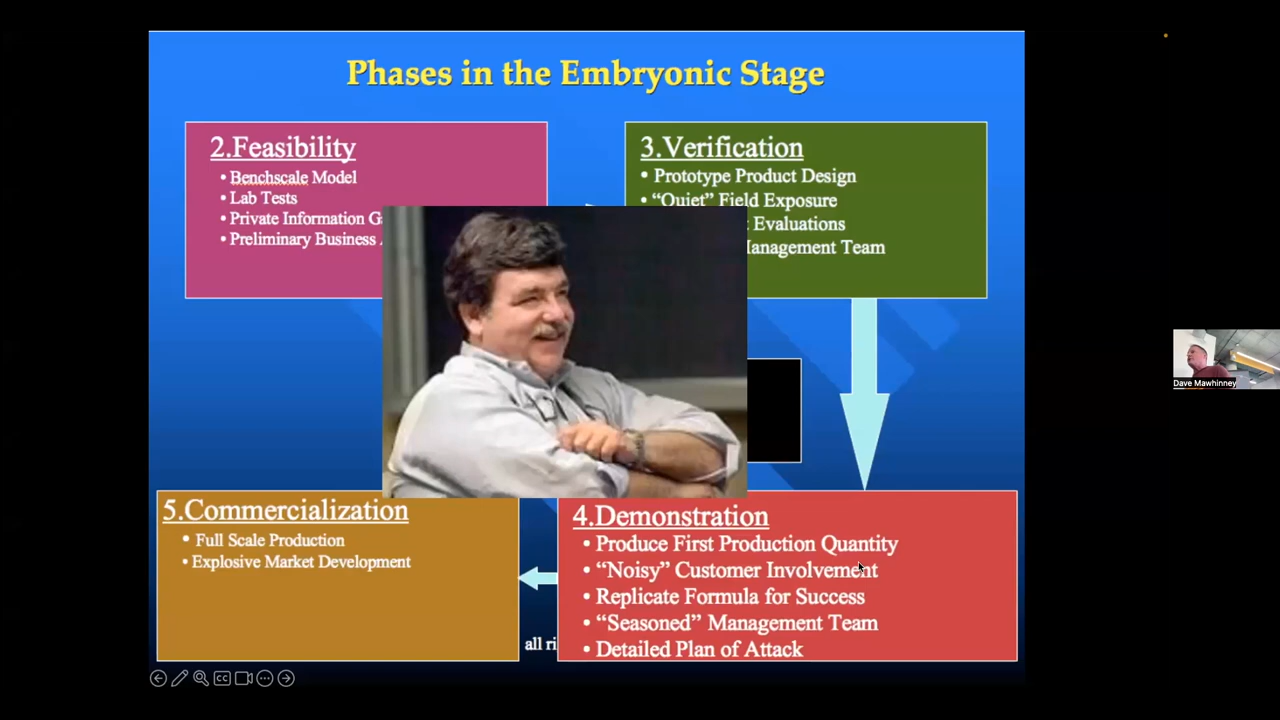 Phases in the Embryonic Stage
2.Feasibility
• Benchscale Model
• Lab Tests
• Private Information
• Preliminary Business
3.Verification
• Prototype Product Design
• “Quiet” Field Exposure
Evaluations
Management Team
5.Commercialization
• Full Scale Production
• Explosive Market Development
4.Demonstration
• Produce First Production Quantity
• “Noisy” Customer Involvement
• Replicate Formula for Success
• “Seasoned” Management Team
• Detailed Plan of Attack
all
Dave Mawhinney
CC